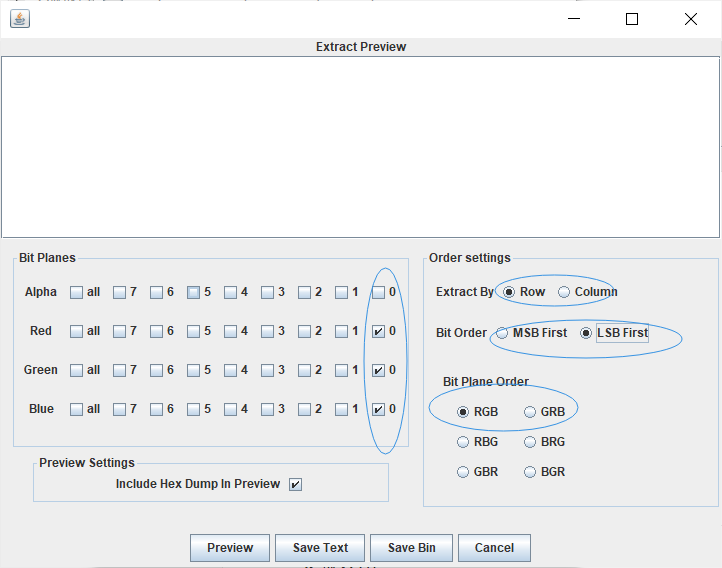 Extract Preview
Bit Planes
Alpha all 7 6 5 4 3 2 1 0
Red all 7 6 5 4 3 2 1 0
Green all 7 6 5 4 3 2 1 0
Blue all 7 6 5 4 3 2 1 0
Preview Settings
Include Hex Dump In Preview
Order settings
Extract By Row Column
Bit Order MSB First LSB First
Bit Plane Order
RGB GRB
RBG BRG
GBR BGR
Preview Save Text Save Bin Cancel